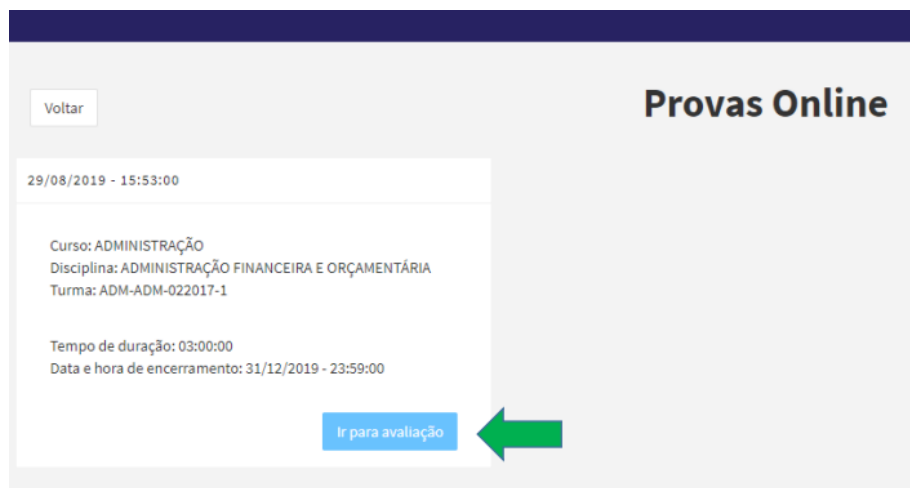 Voltar
Provas Online
29/08/2019 - 15:53:00
Curso: ADMINISTRAÇÃO
Disciplina: ADMINISTRAÇÃO FINANCEIRA E ORÇAMENTÁRIA
Turma: ADM-ADM-022017-1
Tempo de duração: 03:00:00
Data e hora de encerramento: 31/12/2019 - 23:59:00
Ir para avaliação